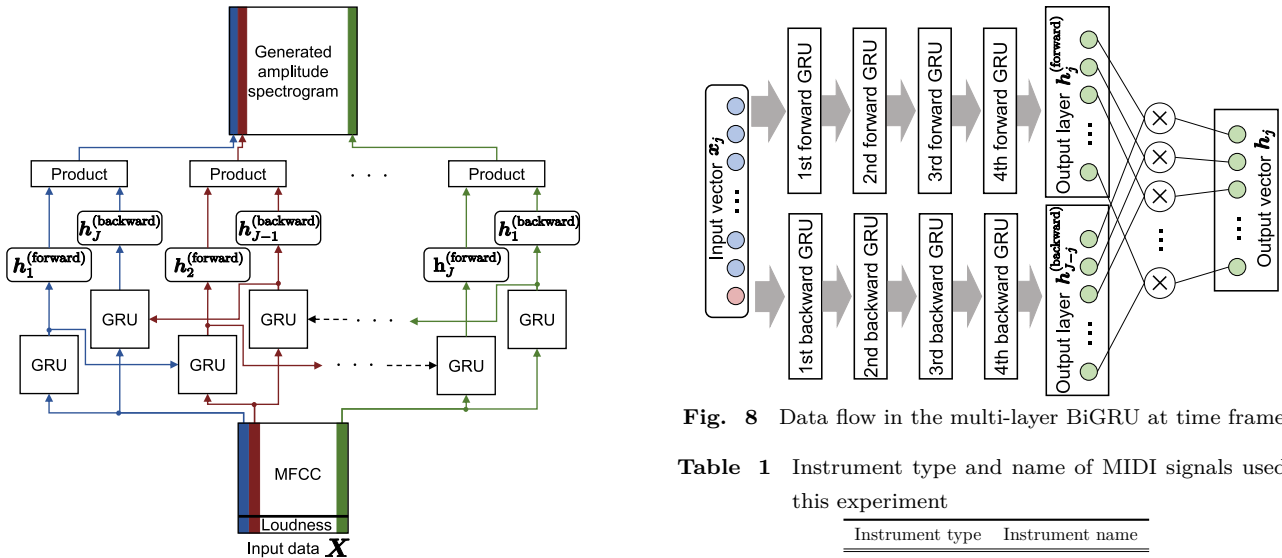 Generated
amplitude
spectrogram
Product
Product
. . .
Product
h_J^(backward)
h_{J−1}^(backward)
h_1^(backward)
h_1^(forward)
h_2^(forward)
h_J^(forward)
GRU
GRU
. . .
GRU
GRU
GRU
. . .
GRU
MFCC
Loudness
Input data X
Input vector x_j
...
1st forward GRU
2nd forward GRU
3rd forward GRU
4th forward GRU
Output layer h_j^(forward)
...
1st backward GRU
2nd backward GRU
3rd backward GRU
4th backward GRU
Output layer h_{J−j}^(backward)
...
×
×
×
...
×
Output vector h_j
...
Fig. 8 Data flow in the multi-layer BiGRU at time frame
Table 1 Instrument type and name of MIDI signals used
this experiment
Instrument type Instrument name